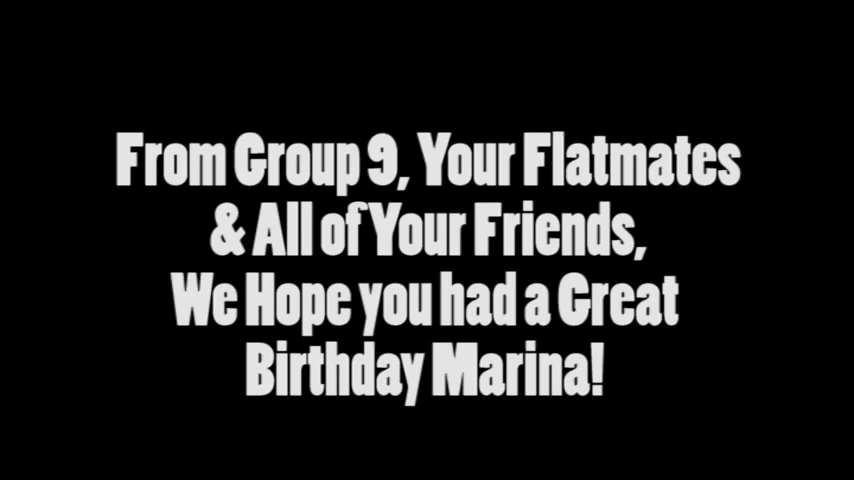 From Group 9, Your Flatmates
& All of Your Friends,
We Hope you had a Great
Birthday Marina!